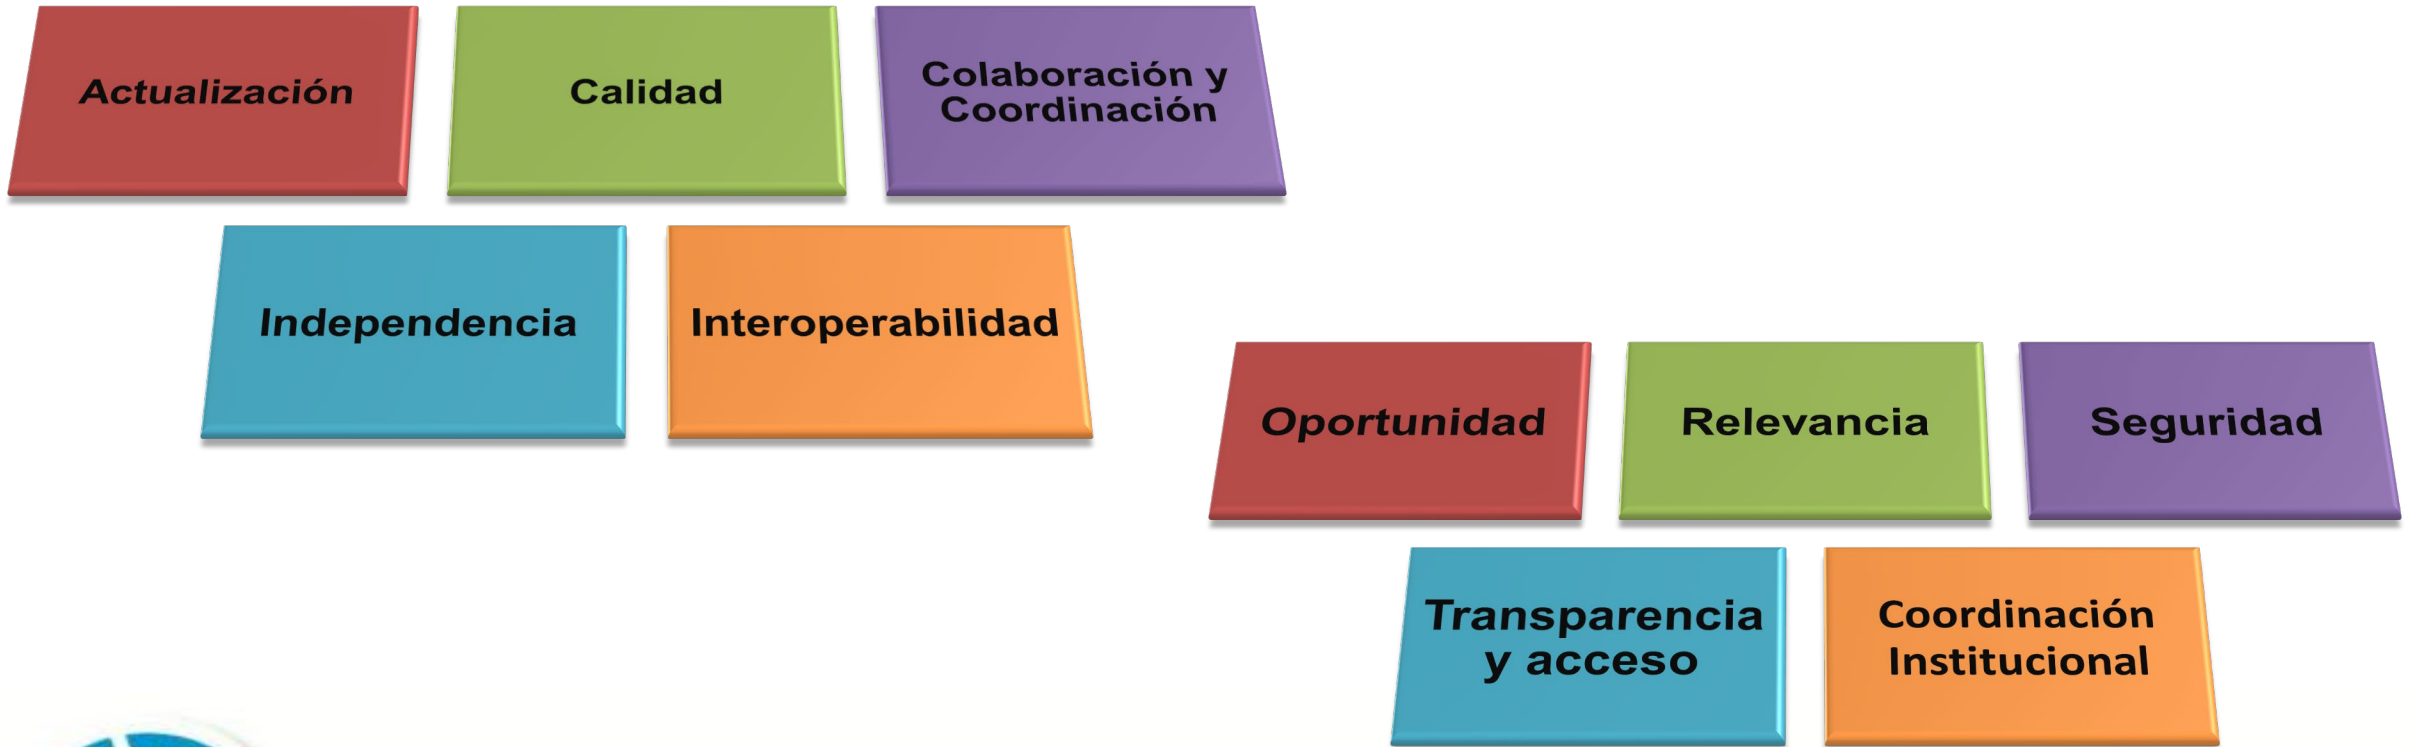 Actualización
Calidad
Colaboración y
Coordinación
Independencia
Interoperabilidad
Oportunidad
Relevancia
Seguridad
Transparencia
y acceso
Coordinación
Institucional